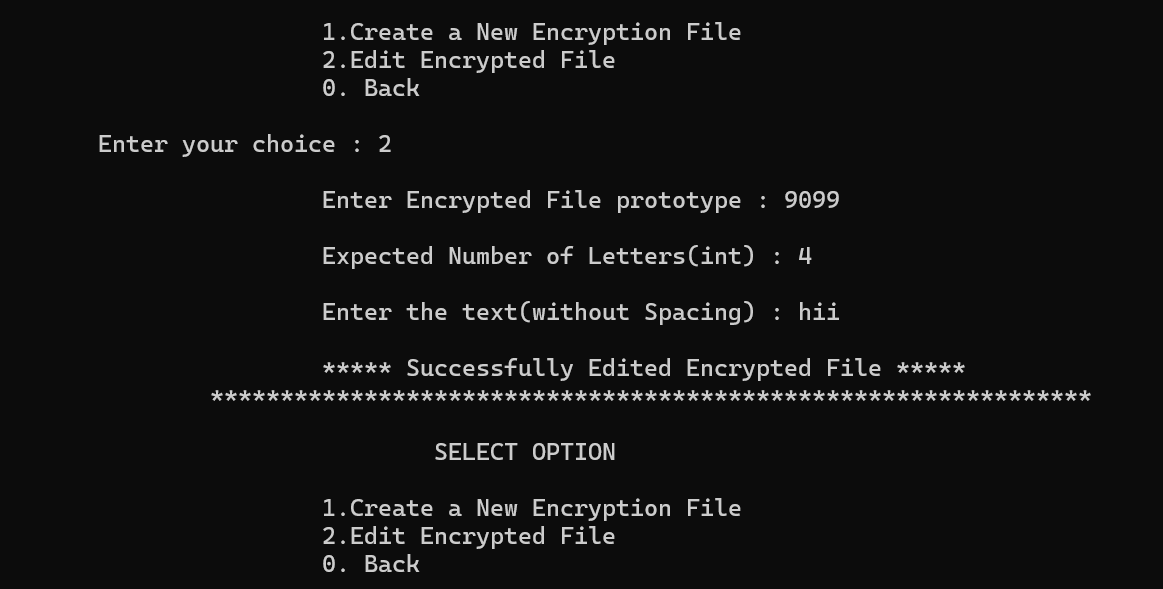 1.Create a New Encryption File
2.Edit Encrypted File
0. Back
Enter your choice : 2
Enter Encrypted File prototype : 9099
Expected Number of Letters(int) : 4
Enter the text(without Spacing) : hii
***** Successfully Edited Encrypted File *****
***************************************************************
SELECT OPTION
1.Create a New Encryption File
2.Edit Encrypted File
0. Back